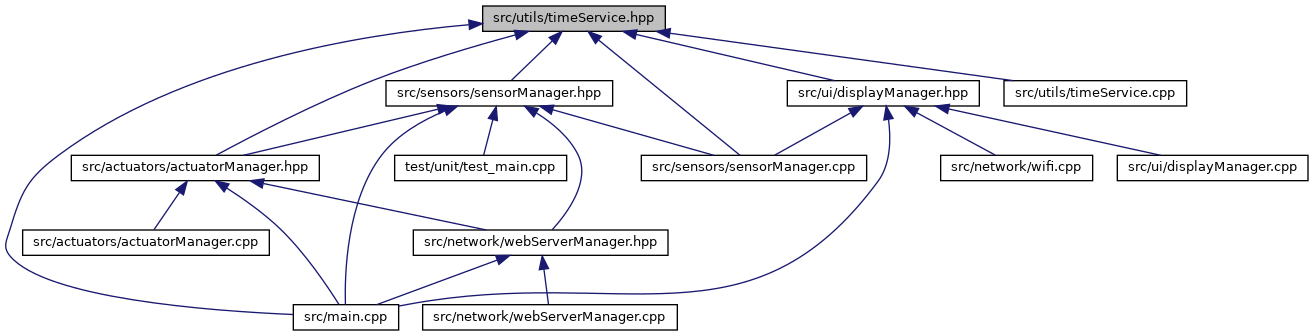 src/utils/timeService.hpp
src/sensors/sensorManager.hpp
src/ui/displayManager.hpp
src/utils/timeService.cpp
src/actuators/actuatorManager.hpp
test/unit/test_main.cpp
src/sensors/sensorManager.cpp
src/network/wifi.cpp
src/ui/displayManager.cpp
src/actuators/actuatorManager.cpp
src/network/webServerManager.hpp
src/main.cpp
src/network/webServerManager.cpp